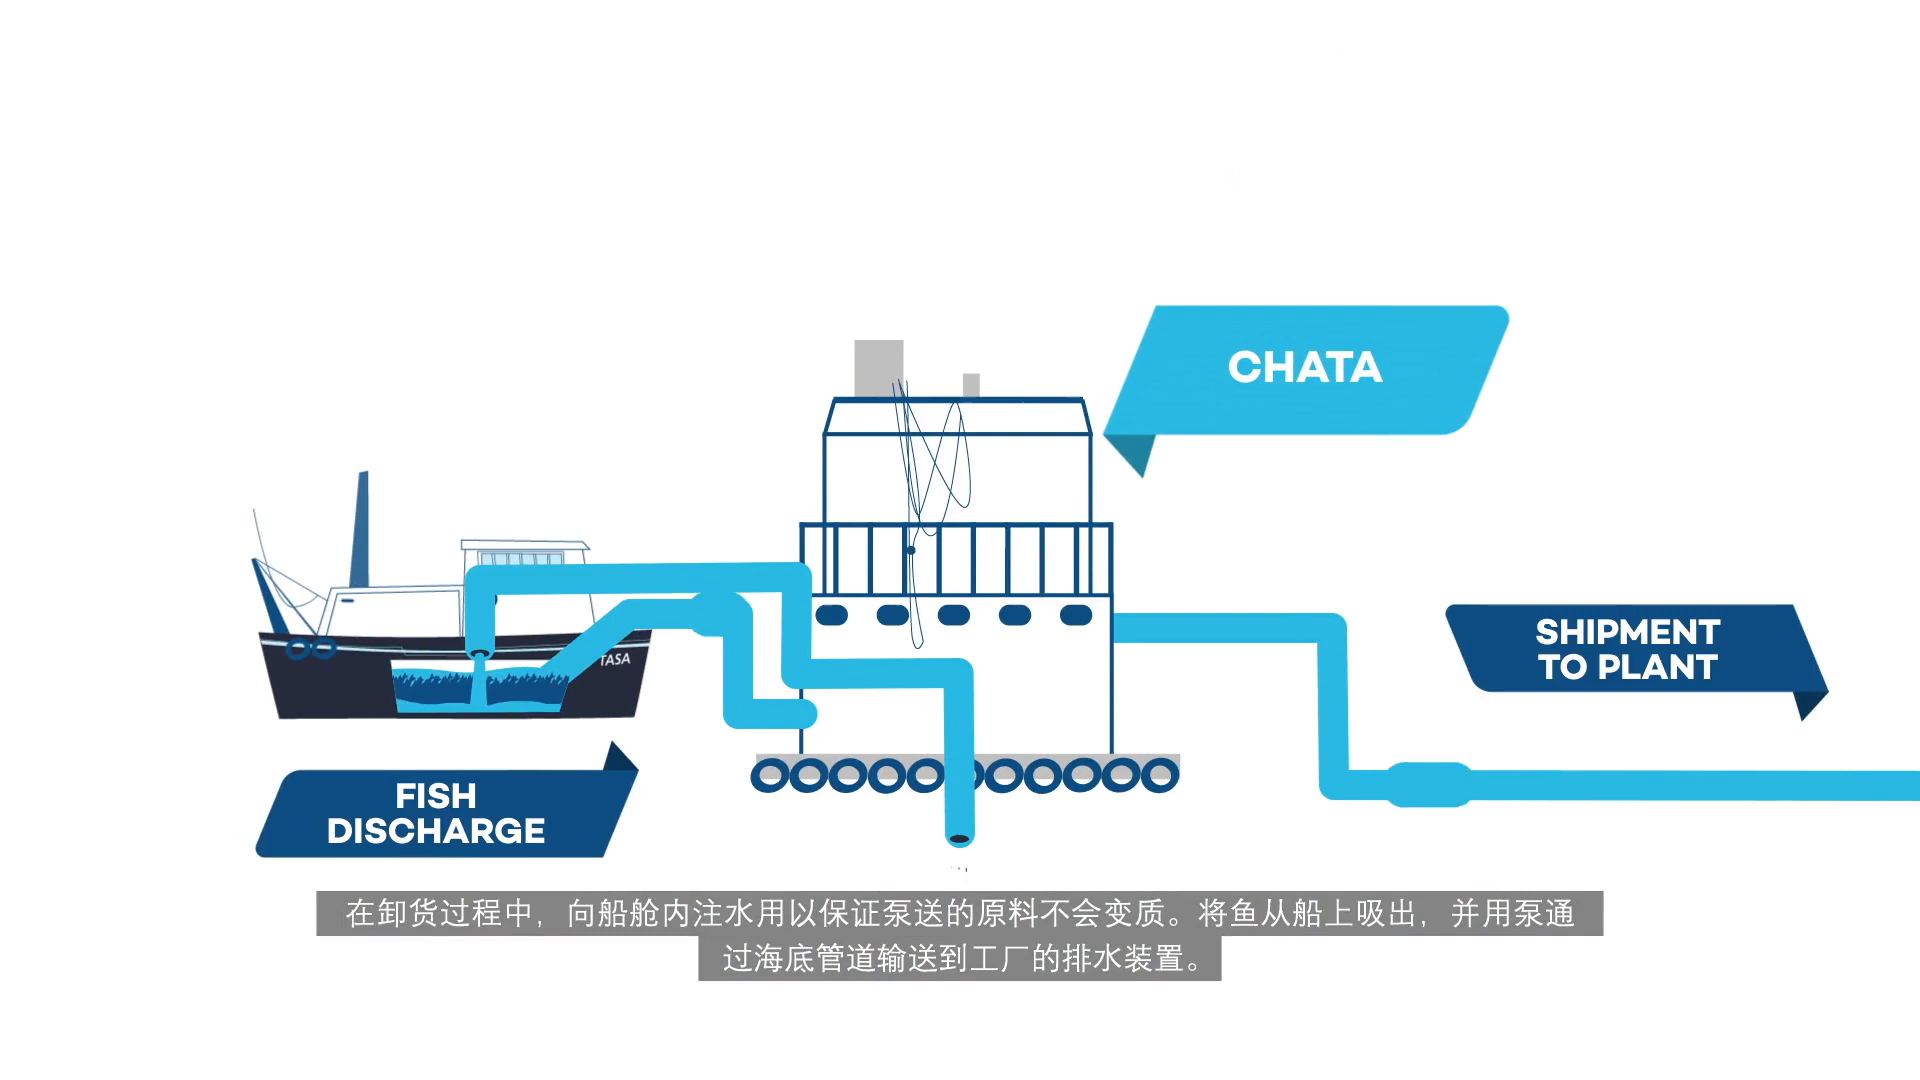 CHATA
SHIPMENT
TO PLANT
TASA
FISH
DISCHARGE
在卸货过程中，向船舱内注水用以保证泵送的原料不会变质。将鱼从船上吸出，并用泵通
过海底管道输送到工厂的排水装置。